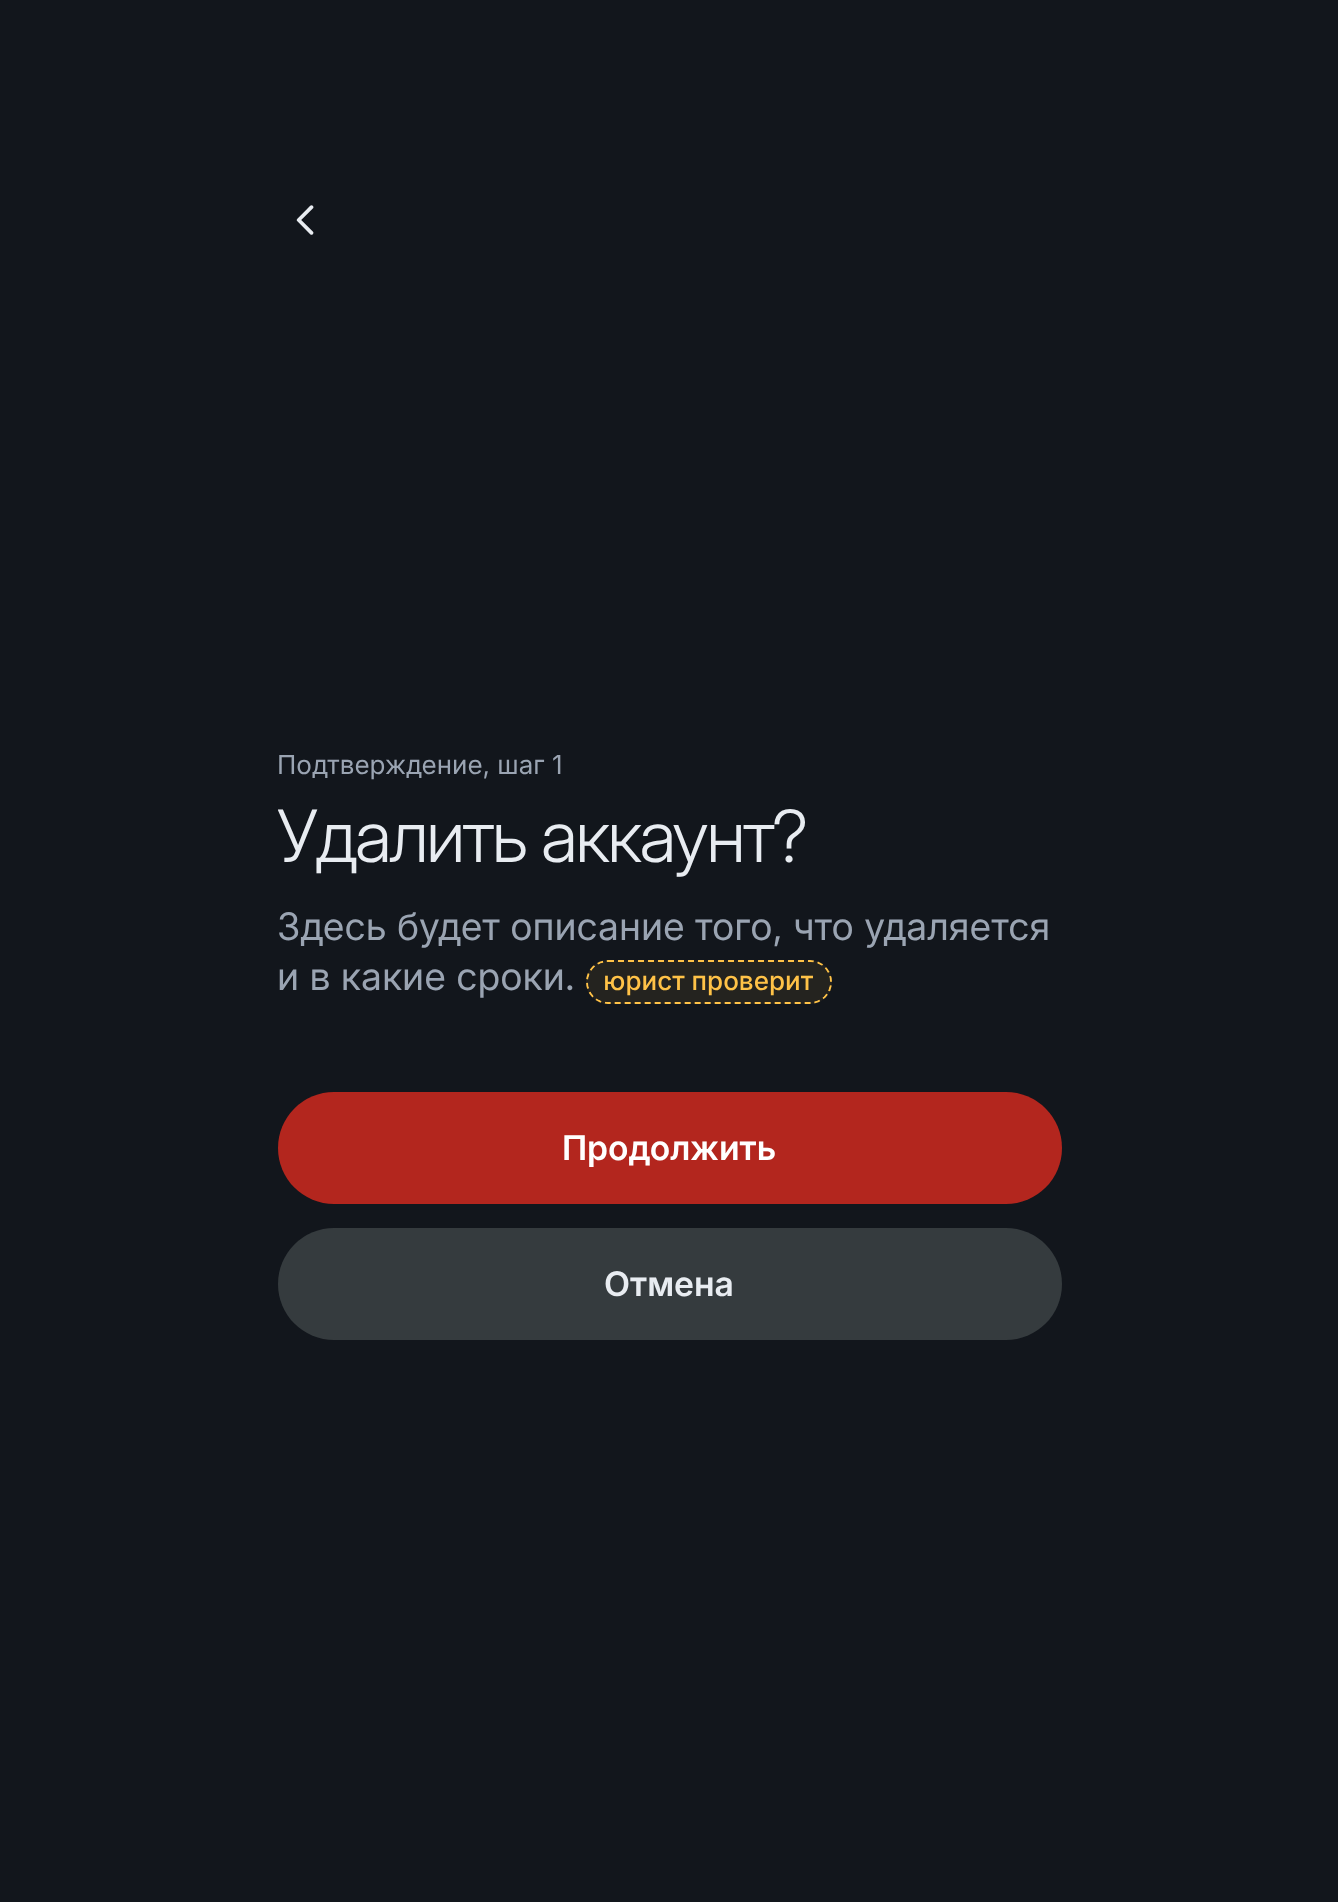 Подтверждение, шаг 1
Удалить аккаунт?
Здесь будет описание того, что удаляется
и в какие сроки. юрист проверит
Продолжить
Отмена